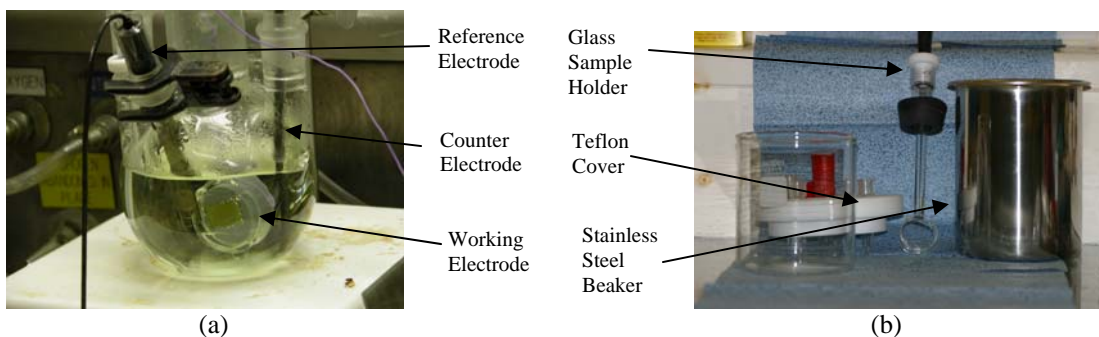 Reference
Electrode
Counter
Electrode
Working
Electrode
(a)
Glass
Sample
Holder
Teflon
Cover
Stainless
Steel
Beaker
(b)